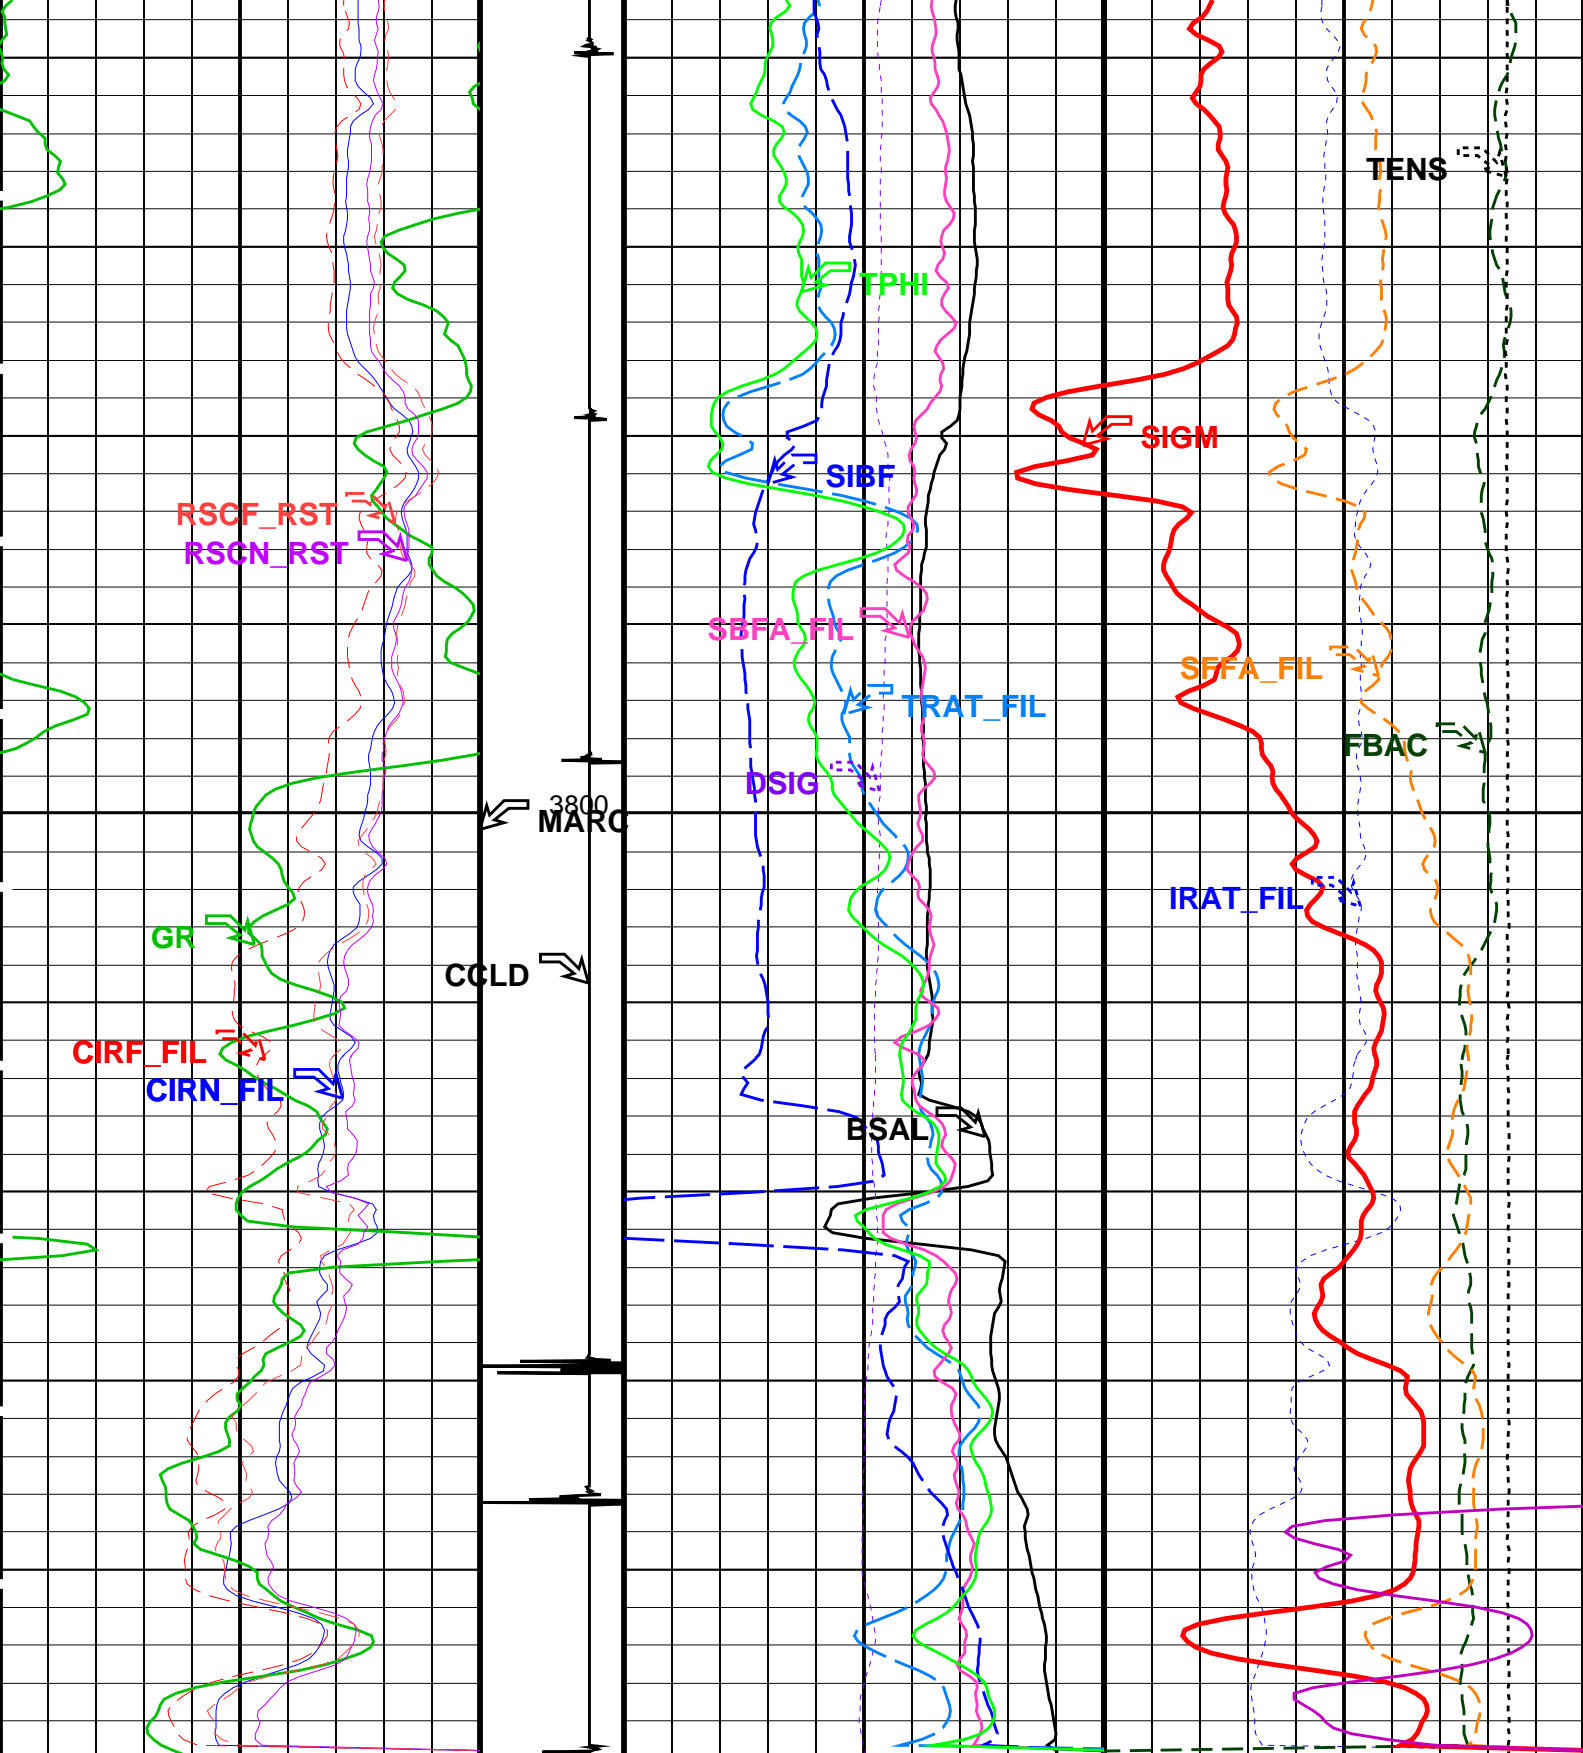 TENS
TPHI
SIGM
SIBF
RSCF_RST
RSCN_RST
SBFA_FIL
SFFA_FIL
TRAT_FIL
FBAC
DSIG
3800
MARC
IRAT_FIL
GR
CCLD
CIRF_FIL
CIRN_FIL
BSAL